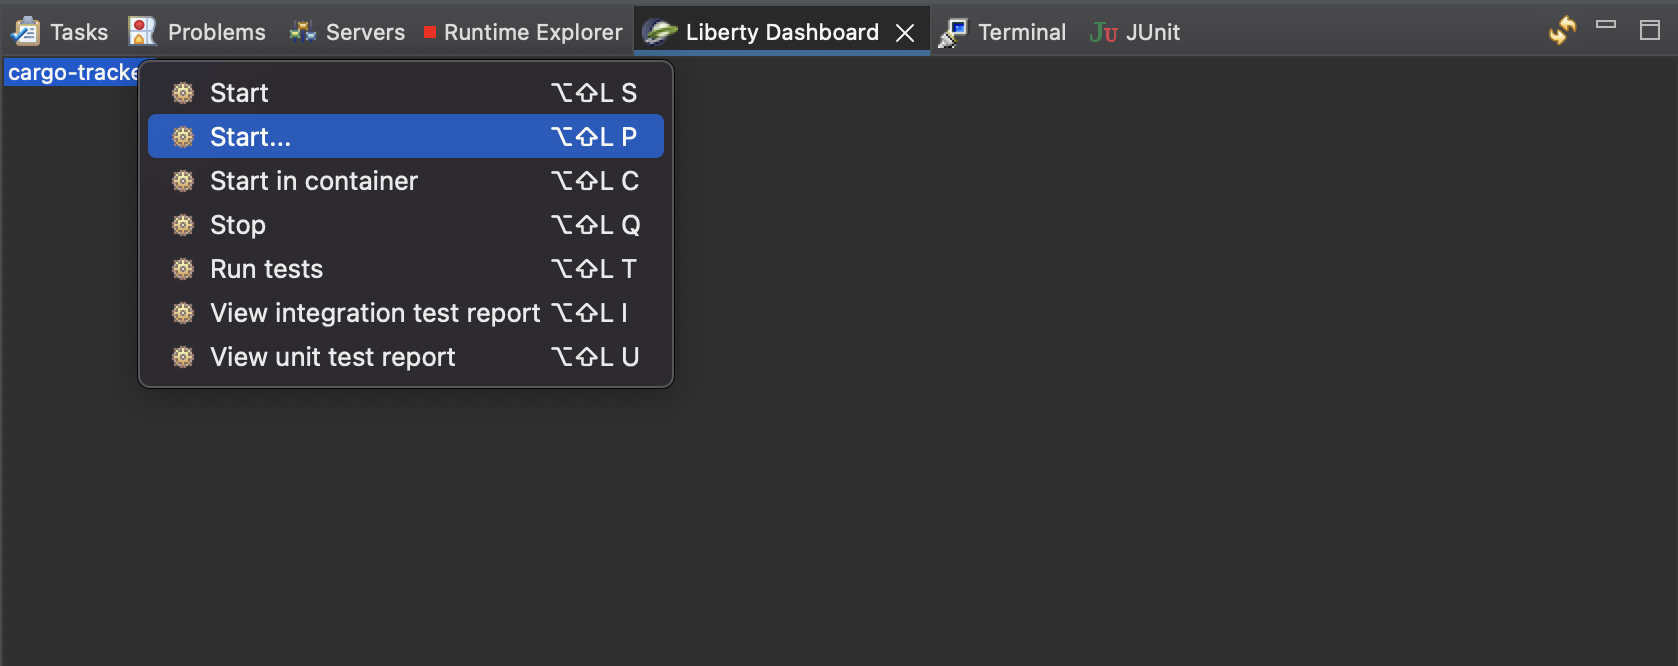 Tasks Problems Servers Runtime Explorer Liberty Dashboard Terminal JUnit
cargo-tracke
Start ⌥⇧L S
Start... ⌥⇧L P
Start in container ⌥⇧L C
Stop ⌥⇧L Q
Run tests ⌥⇧L T
View integration test report ⌥⇧L I
View unit test report ⌥⇧L U